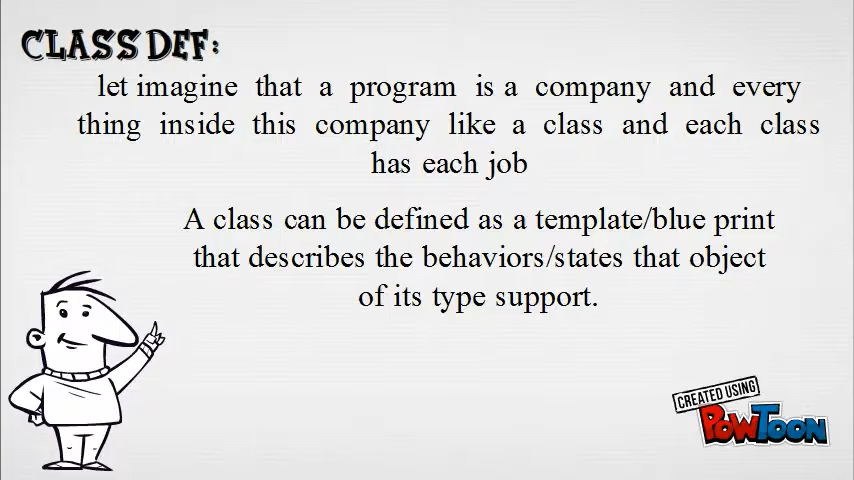 CLASS DEF:
let imagine that a program is a company and every
thing inside this company like a class and each class
has each job
A class can be defined as a template/blue print
that describes the behaviors/states that object
of its type support.
CREATED USING
POWTOON